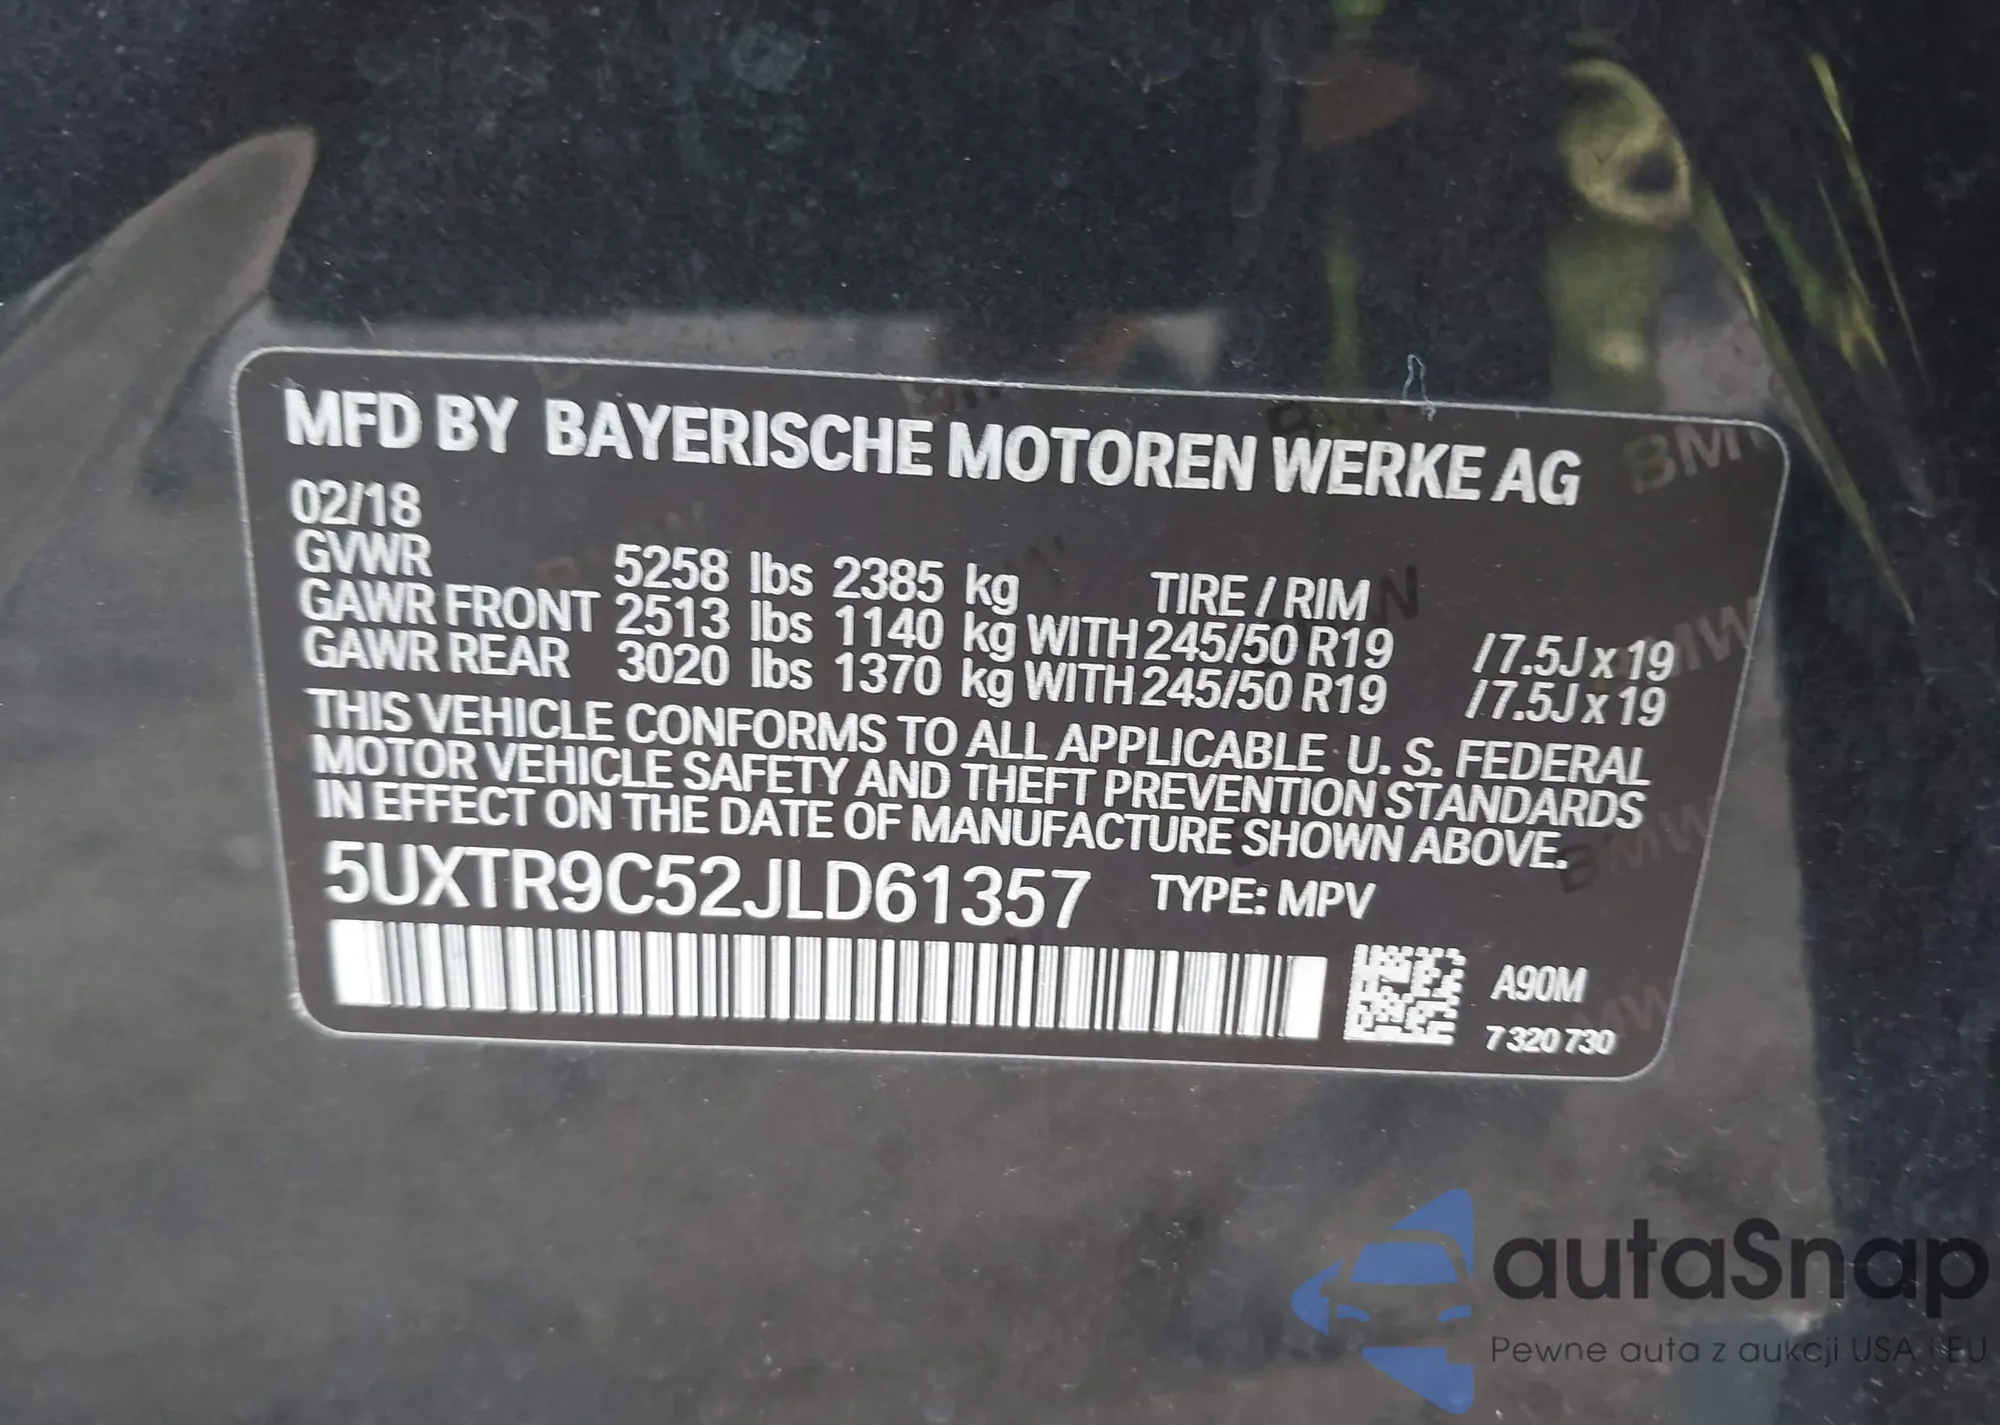 MFD BY BAYERISCHE MOTOREN WERKE AG
02/18
GVWR 5258 lbs 2385 kg TIRE / RIM
GAWR FRONT 2513 lbs 1140 kg WITH 245/50 R19 /7.5J x 19
GAWR REAR 3020 lbs 1370 kg WITH 245/50 R19 /7.5J x 19
THIS VEHICLE CONFORMS TO ALL APPLICABLE U. S. FEDERAL
MOTOR VEHICLE SAFETY AND THEFT PREVENTION STANDARDS
IN EFFECT ON THE DATE OF MANUFACTURE SHOWN ABOVE.
5UXTR9C52JLD61357 TYPE: MPV
A90M
7 320 730
BMW
BMW
BMW
autaSnap
Pewne auta z aukcji USA i EU